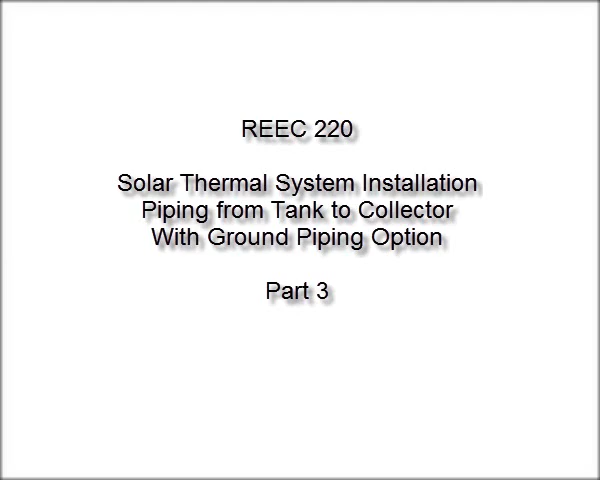 REEC 220
Solar Thermal System Installation
Piping from Tank to Collector
With Ground Piping Option
Part 3